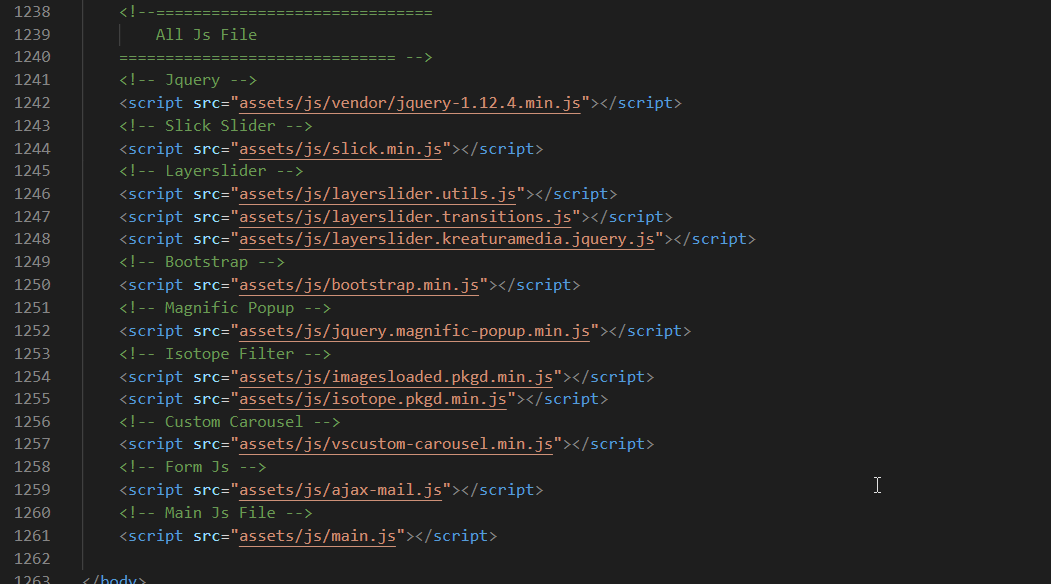 1238 <!--==============================
1239 All Js File
1240 ============================== -->
1241 <!-- Jquery -->
1242 <script src="assets/js/vendor/jquery-1.12.4.min.js"></script>
1243 <!-- Slick Slider -->
1244 <script src="assets/js/slick.min.js"></script>
1245 <!-- Layerslider -->
1246 <script src="assets/js/layerslider.utils.js"></script>
1247 <script src="assets/js/layerslider.transitions.js"></script>
1248 <script src="assets/js/layerslider.kreaturamedia.jquery.js"></script>
1249 <!-- Bootstrap -->
1250 <script src="assets/js/bootstrap.min.js"></script>
1251 <!-- Magnific Popup -->
1252 <script src="assets/js/jquery.magnific-popup.min.js"></script>
1253 <!-- Isotope Filter -->
1254 <script src="assets/js/imagesloaded.pkgd.min.js"></script>
1255 <script src="assets/js/isotope.pkgd.min.js"></script>
1256 <!-- Custom Carousel -->
1257 <script src="assets/js/vscustom-carousel.min.js"></script>
1258 <!-- Form Js -->
1259 <script src="assets/js/ajax-mail.js"></script>
1260 <!-- Main Js File -->
1261 <script src="assets/js/main.js"></script>
1262
1263 </body>